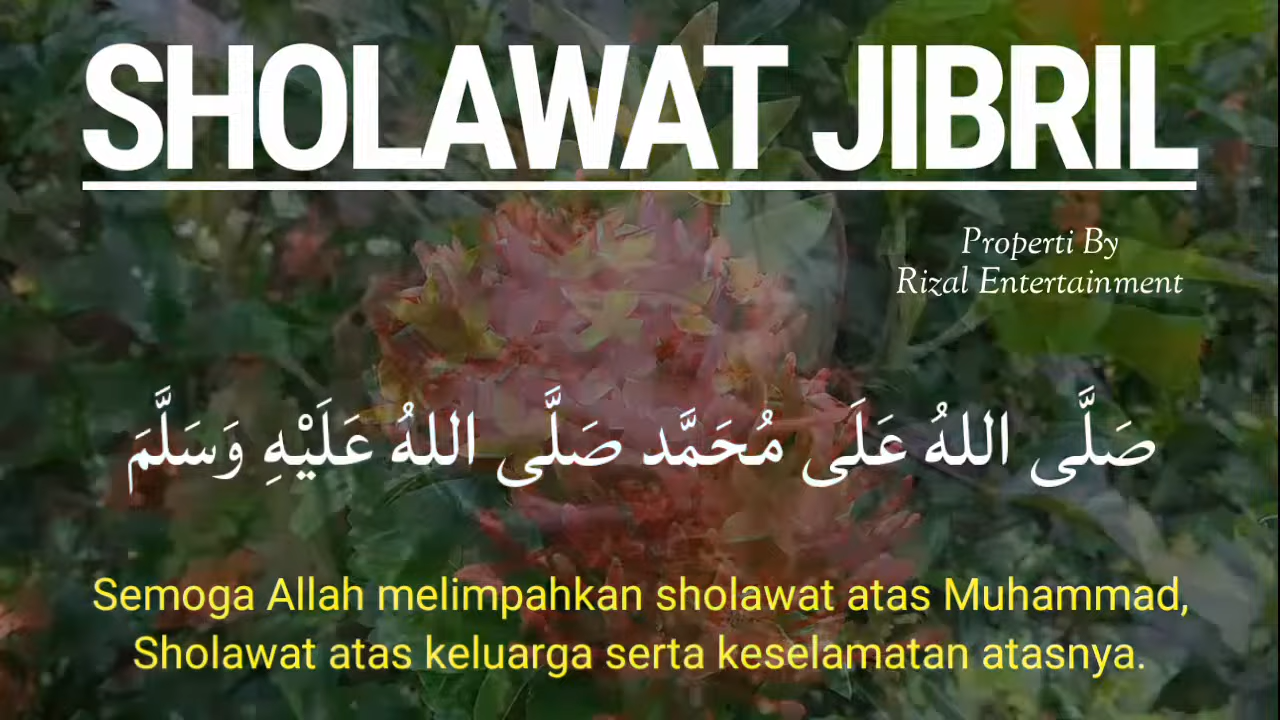 SHOLAWAT JIBRIL
Properti By
Rizal Entertainment
صَلَّى اللهُ عَلَى مُحَمَّد صَلَّى اللهُ عَلَيْهِ وَسَلَّمَ
Semoga Allah melimpahkan sholawat atas Muhammad,
Sholawat atas keluarga serta keselamatan atasnya.